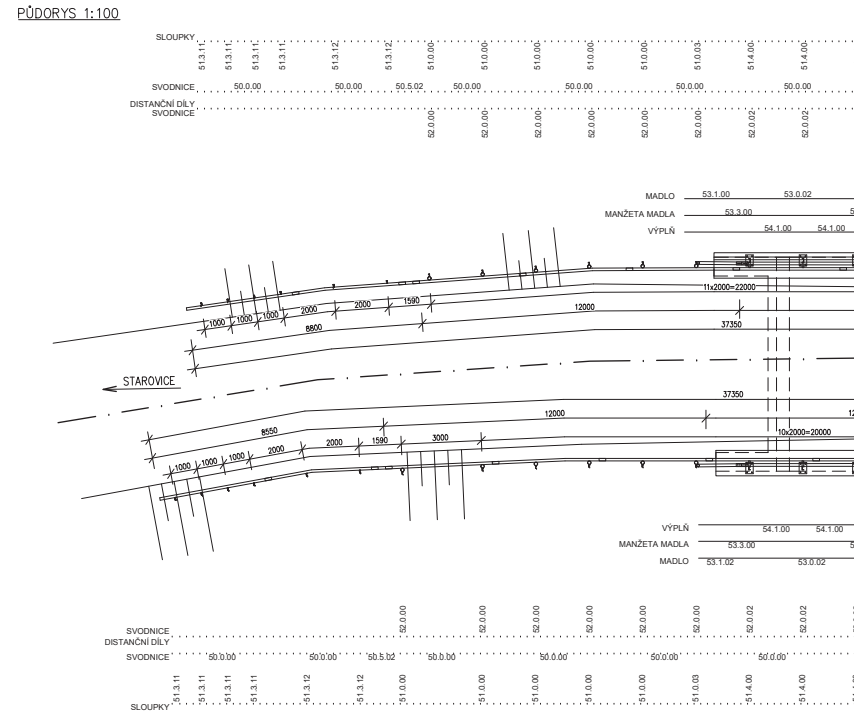 PŮDORYS 1:100
SLOUPKY
51.3.11 51.3.11 51.3.11 51.3.11 51.3.12 51.3.12 51.0.00 51.0.00 51.0.00 51.0.00 51.0.00 51.0.03 51.4.00 51.4.00
SVODNICE 50.0.00 50.0.00 50.5.02 50.0.00 50.0.00 50.0.00 50.0.00
DISTANČNÍ DÍLY
SVODNICE
52.0.00 52.0.00 52.0.00 52.0.00 52.0.00 52.0.00 52.0.02 52.0.02
MADLO 53.1.00 53.0.02
MANŽETA MADLA 53.3.00
VÝPLŇ 54.1.00 54.1.00
11x2000=22000
1000 1000 1000 2000 2000 1590
8800 12000
37350
STAROVICE
37350
8550 12000
1000 1000 1000 2000 2000 1590 3000 10x2000=20000
VÝPLŇ 54.1.00 54.1.00
MANŽETA MADLA 53.3.00
MADLO 53.1.02 53.0.02
52.0.00 52.0.00 52.0.00 52.0.00 52.0.00 52.0.00 52.0.02 52.0.02
SVODNICE
DISTANČNÍ DÍLY
SVODNICE 50.0.00 50.0.00 50.5.02 50.0.00 50.0.00 50.0.00 50.0.00
51.3.11 51.3.11 51.3.11 51.3.11 51.3.12 51.3.12 51.0.00 51.0.00 51.0.00 51.0.00 51.0.00 51.0.03 51.4.00 51.4.00
SLOUPKY